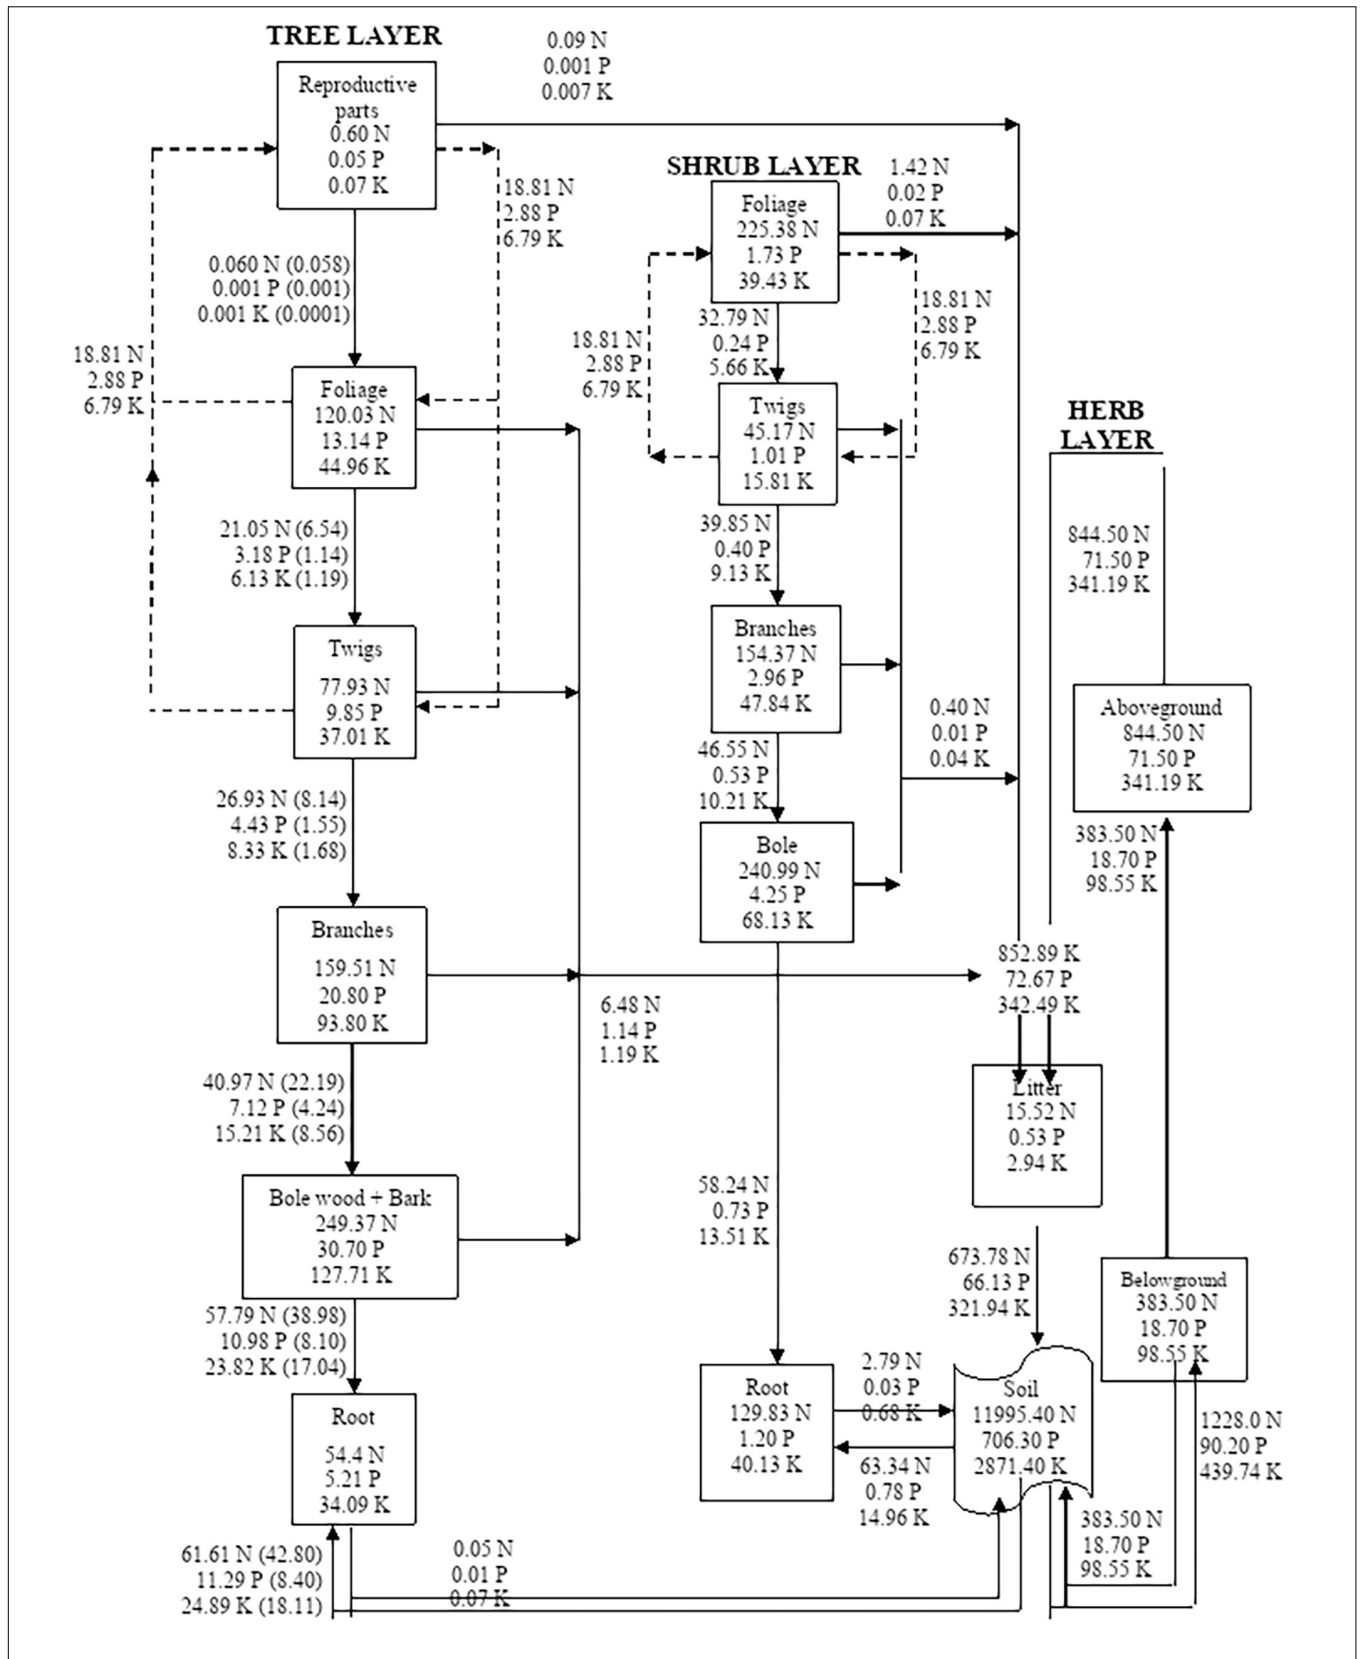 TREE LAYER
0.09 N
0.001 P
0.007 K
Reproductive
parts
0.60 N
0.05 P
0.07 K
18.81 N
2.88 P
6.79 K
0.060 N (0.058)
0.001 P (0.001)
0.001 K (0.0001)
18.81 N
2.88 P
6.79 K
Foliage
120.03 N
13.14 P
44.96 K
21.05 N (6.54)
3.18 P (1.14)
6.13 K (1.19)
Twigs
77.93 N
9.85 P
37.01 K
26.93 N (8.14)
4.43 P (1.55)
8.33 K (1.68)
Branches
159.51 N
20.80 P
93.80 K
6.48 N
1.14 P
1.19 K
40.97 N (22.19)
7.12 P (4.24)
15.21 K (8.56)
Bole wood + Bark
249.37 N
30.70 P
127.71 K
57.79 N (38.98)
10.98 P (8.10)
23.82 K (17.04)
Root
54.4 N
5.21 P
34.09 K
61.61 N (42.80)
11.29 P (8.40)
24.89 K (18.11)
0.05 N
0.01 P
0.07 K
SHRUB LAYER
1.42 N
0.02 P
0.07 K
Foliage
225.38 N
1.73 P
39.43 K
18.81 N
2.88 P
6.79 K
32.79 N
0.24 P
5.66 K
18.81 N
2.88 P
6.79 K
Twigs
45.17 N
1.01 P
15.81 K
39.85 N
0.40 P
9.13 K
Branches
154.37 N
2.96 P
47.84 K
0.40 N
0.01 P
0.04 K
46.55 N
0.53 P
10.21 K
Bole
240.99 N
4.25 P
68.13 K
58.24 N
0.73 P
13.51 K
Root
129.83 N
1.20 P
40.13 K
2.79 N
0.03 P
0.68 K
63.34 N
0.78 P
14.96 K
HERB
LAYER
844.50 N
71.50 P
341.19 K
Aboveground
844.50 N
71.50 P
341.19 K
383.50 N
18.70 P
98.55 K
852.89 K
72.67 P
342.49 K
Litter
15.52 N
0.53 P
2.94 K
673.78 N
66.13 P
321.94 K
Belowground
383.50 N
18.70 P
98.55 K
Soil
11995.40 N
706.30 P
2871.40 K
1228.0 N
90.20 P
439.74 K
383.50 N
18.70 P
98.55 K